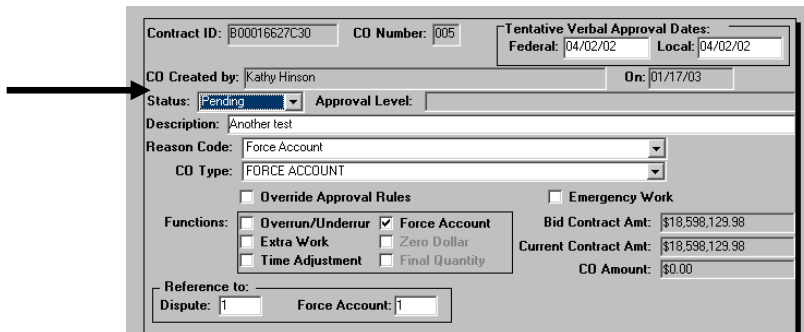 Contract ID: B00016627C30 CO Number: 005 Tentative Verbal Approval Dates:
Federal: 04/02/02 Local: 04/02/02
CO Created by: Kathy Hinson On: 01/17/03
Status: Pending Approval Level:
Description: Another test
Reason Code: Force Account
CO Type: FORCE ACCOUNT
Override Approval Rules Emergency Work
Functions: Overrun/Underrur Force Account Bid Contract Amt: $18,598,129.98
Extra Work Zero Dollar Current Contract Amt: $18,598,129.98
Time Adjustment Final Quantity CO Amount: $0.00
Reference to:
Dispute: 1 Force Account: 1